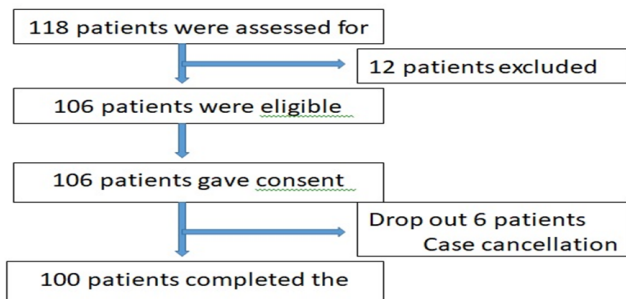 118 patients were assessed for
12 patients excluded
106 patients were eligible
106 patients gave consent
Drop out 6 patients
Case cancellation
100 patients completed the